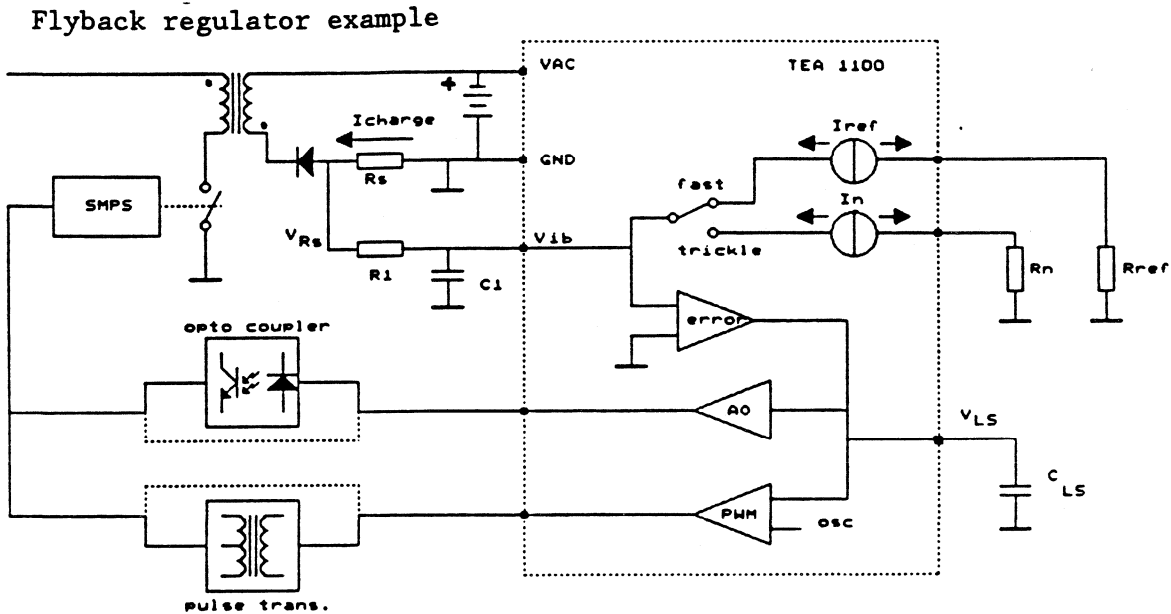 Flyback regulator example
VAC
TEA 1100
+
Icharge
Iref
GND
Rs
fast
SMPS
In
VRs
Vib
trickle
R1
C1
Rn
Rref
error
opto coupler
AO
VLS
CLS
PWM
osc
pulse trans.